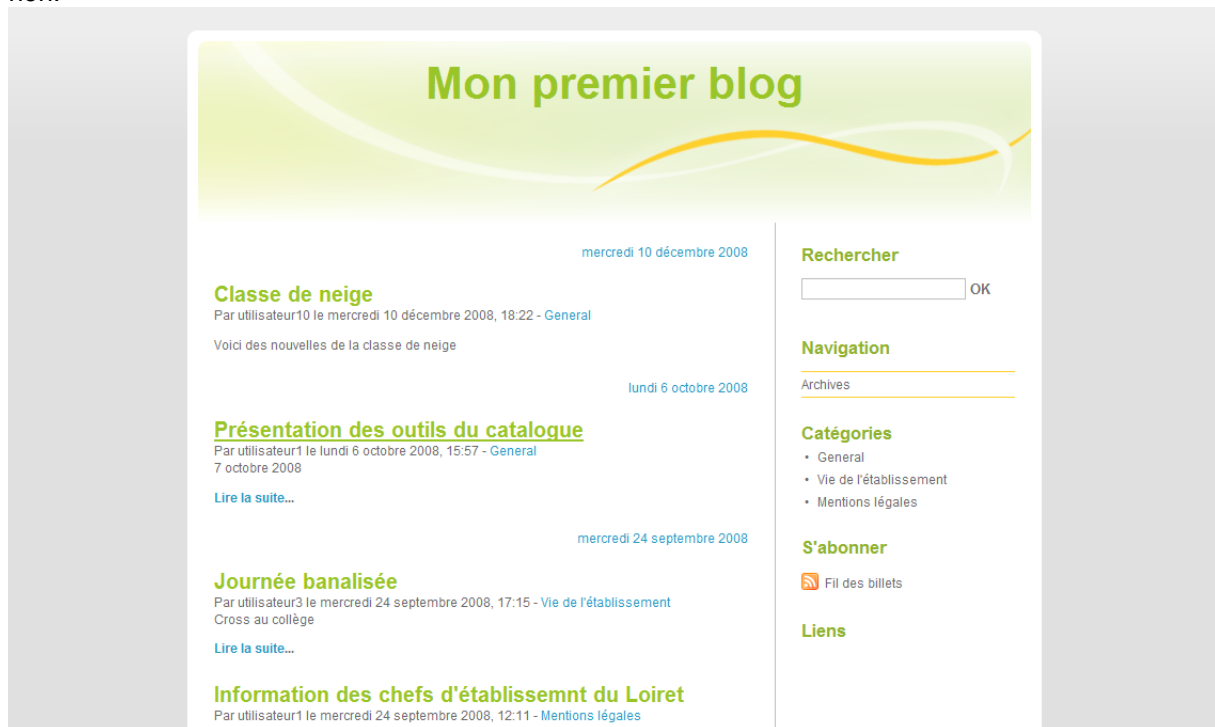 Mon premier blog
mercredi 10 décembre 2008
Classe de neige
Par utilisateur10 le mercredi 10 décembre 2008, 18:22 - General
Voici des nouvelles de la classe de neige
lundi 6 octobre 2008
Présentation des outils du catalogue
Par utilisateur1 le lundi 6 octobre 2008, 15:57 - General
7 octobre 2008
Lire la suite...
mercredi 24 septembre 2008
Journée banalisée
Par utilisateur3 le mercredi 24 septembre 2008, 17:15 - Vie de l'établissement
Cross au collège
Lire la suite...
Information des chefs d'établissemnt du Loiret
Par utilisateur1 le mercredi 24 septembre 2008, 12:11 - Mentions légales
Rechercher
OK
Navigation
Archives
Catégories
• General
• Vie de l'établissement
• Mentions légales
S'abonner
Fil des billets
Liens